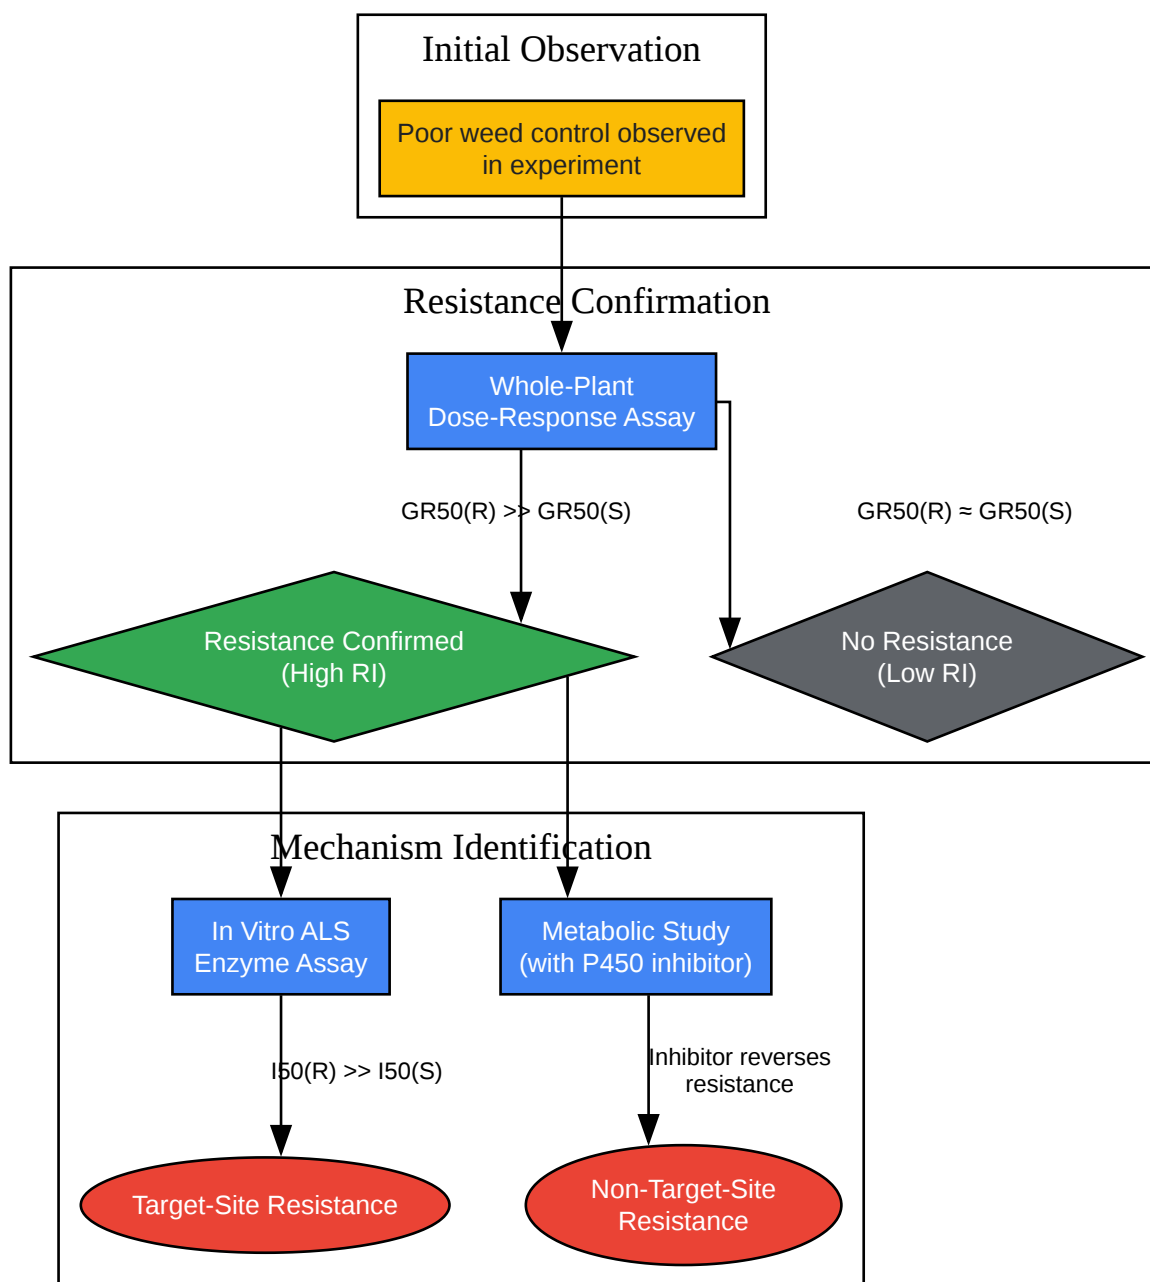 Initial Observation
Poor weed control observed
in experiment
Resistance Confirmation
Whole-Plant
Dose-Response Assay
GR50(R) >> GR50(S)
GR50(R) ≈ GR50(S)
Resistance Confirmed
(High RI)
No Resistance
(Low RI)
Mechanism Identification
In Vitro ALS
Enzyme Assay
Metabolic Study
(with P450 inhibitor)
I50(R) >> I50(S)
Inhibitor reverses
resistance
Target-Site Resistance
Non-Target-Site
Resistance